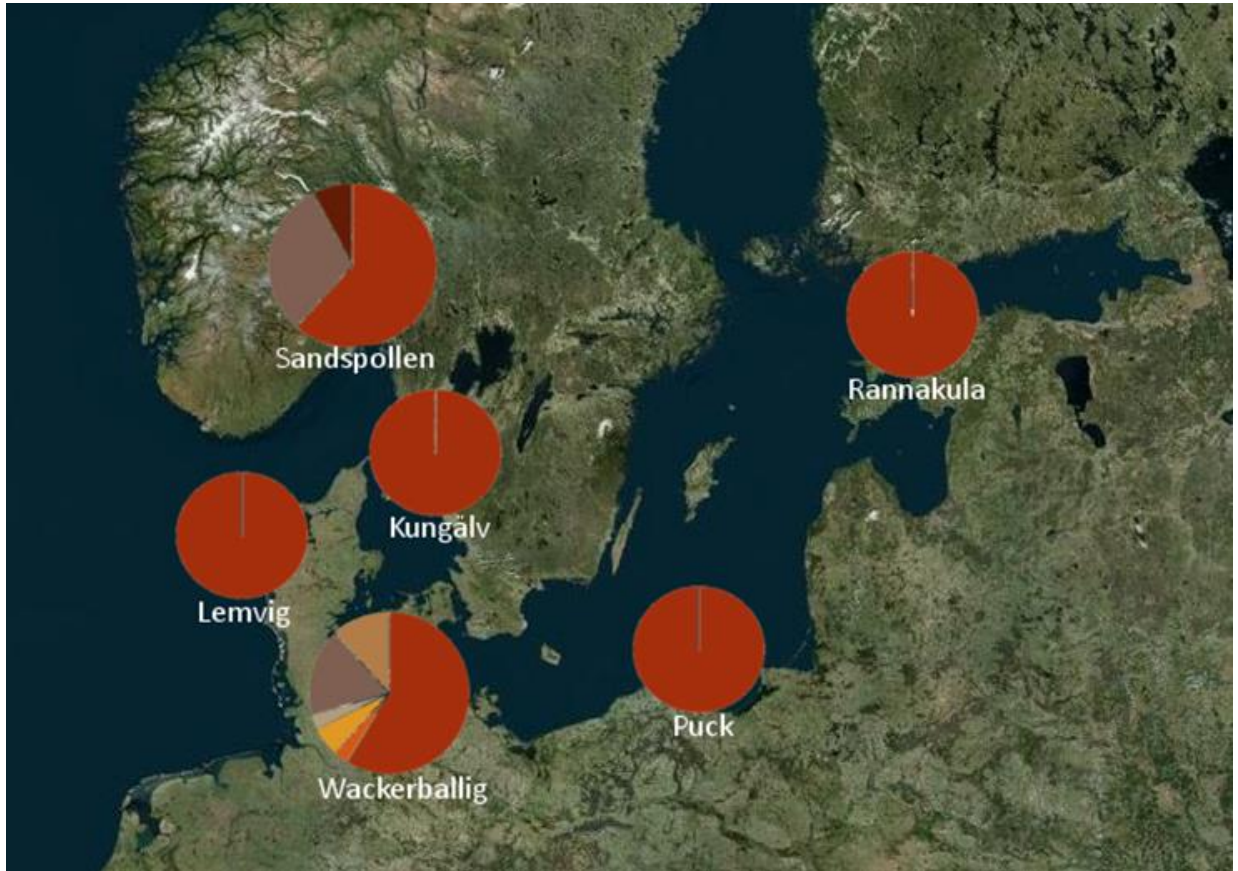 Sandspollen
Rannakula
Kungälv
Lemvig
Puck
Wackerballig